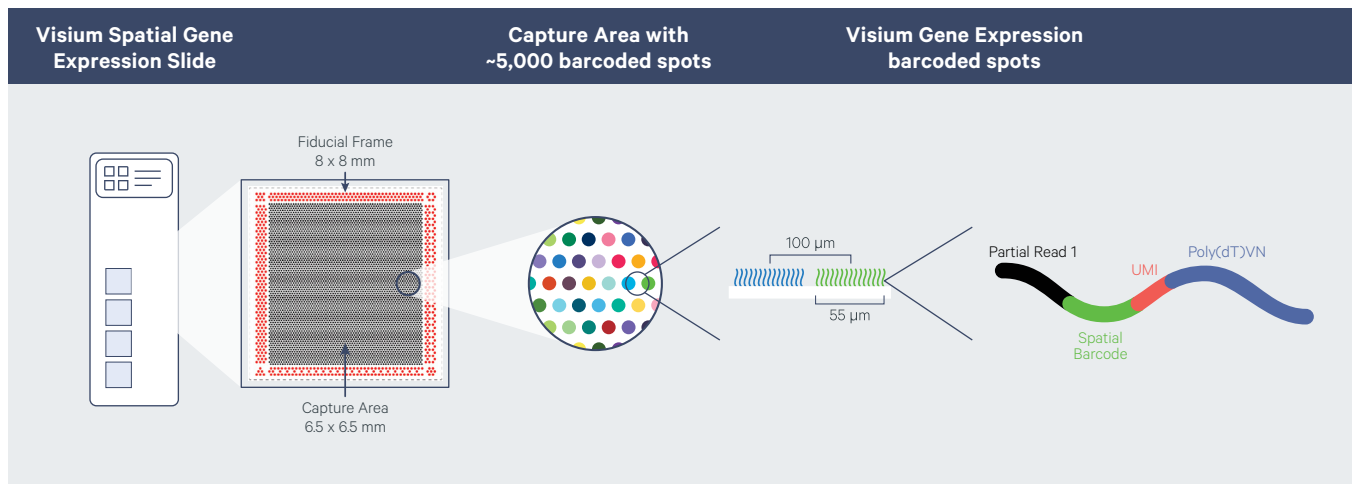 Visium Spatial Gene
Expression Slide
Capture Area with
~5,000 barcoded spots
Visium Gene Expression
barcoded spots
Fiducial Frame
8 x 8 mm
Capture Area
6.5 x 6.5 mm
100 µm
55 µm
Partial Read 1
Spatial
Barcode
UMI
Poly(dT)VN